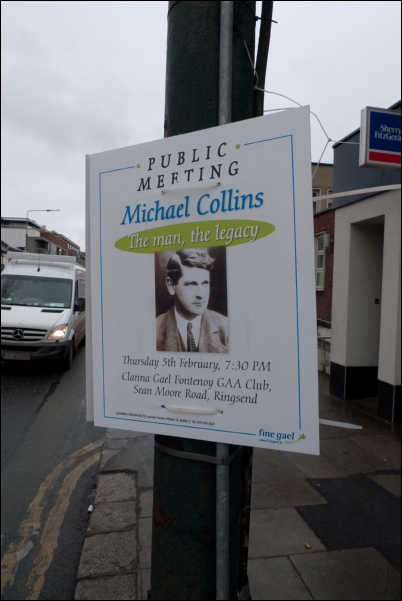 PUBLIC
MEETING
Michael Collins
The man, the legacy
Thursday 5th February, 7:30 PM
Clanna Gael Fontenoy GAA Club,
Sean Moore Road, Ringsend
fine gael
Sherry
FitzGera